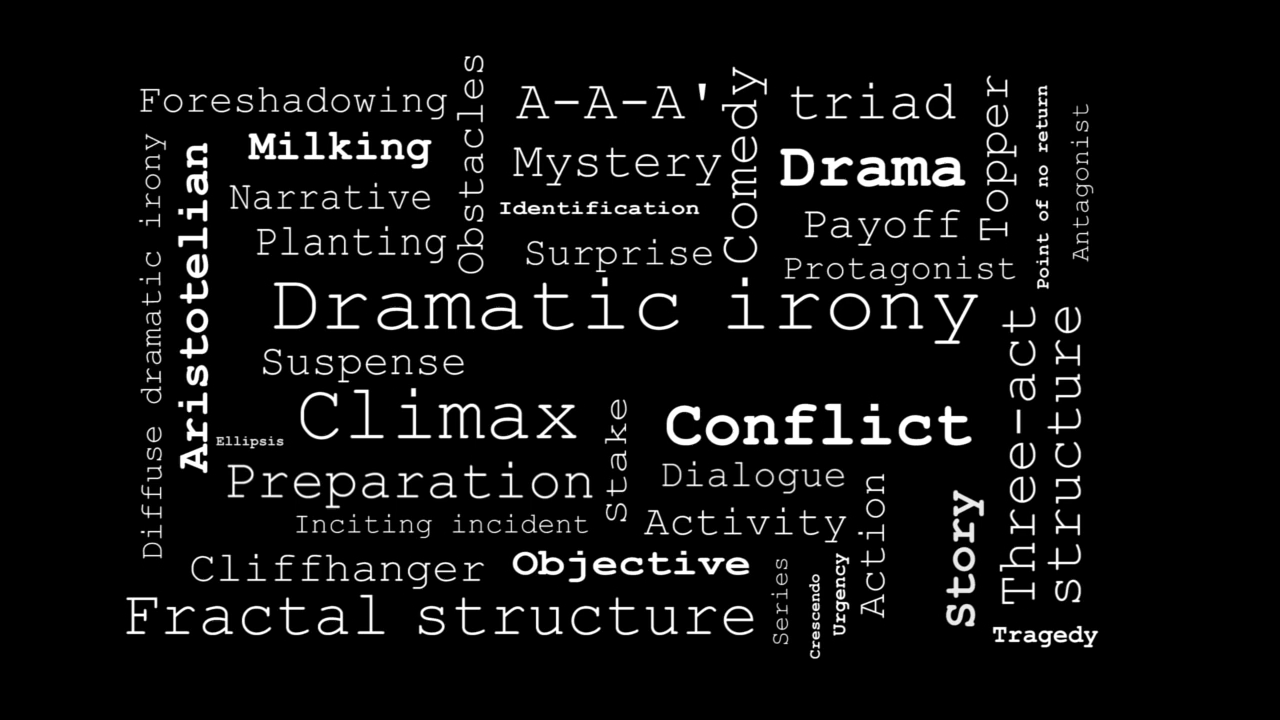 Foreshadowing
Obstacles
A-A-A'
Comedy
triad
Topper
Point of no return
Antagonist
Diffuse dramatic irony
Aristotelian
Milking
Mystery
Drama
Narrative
Identification
Payoff
Planting
Surprise
Protagonist
Dramatic irony
Suspense
Three-act
structure
Climax
Stake
Conflict
Ellipsis
Preparation
Dialogue
Action
Inciting incident
Activity
Story
Cliffhanger
Objective
Series
Crescendo
Urgency
Fractal structure
Tragedy